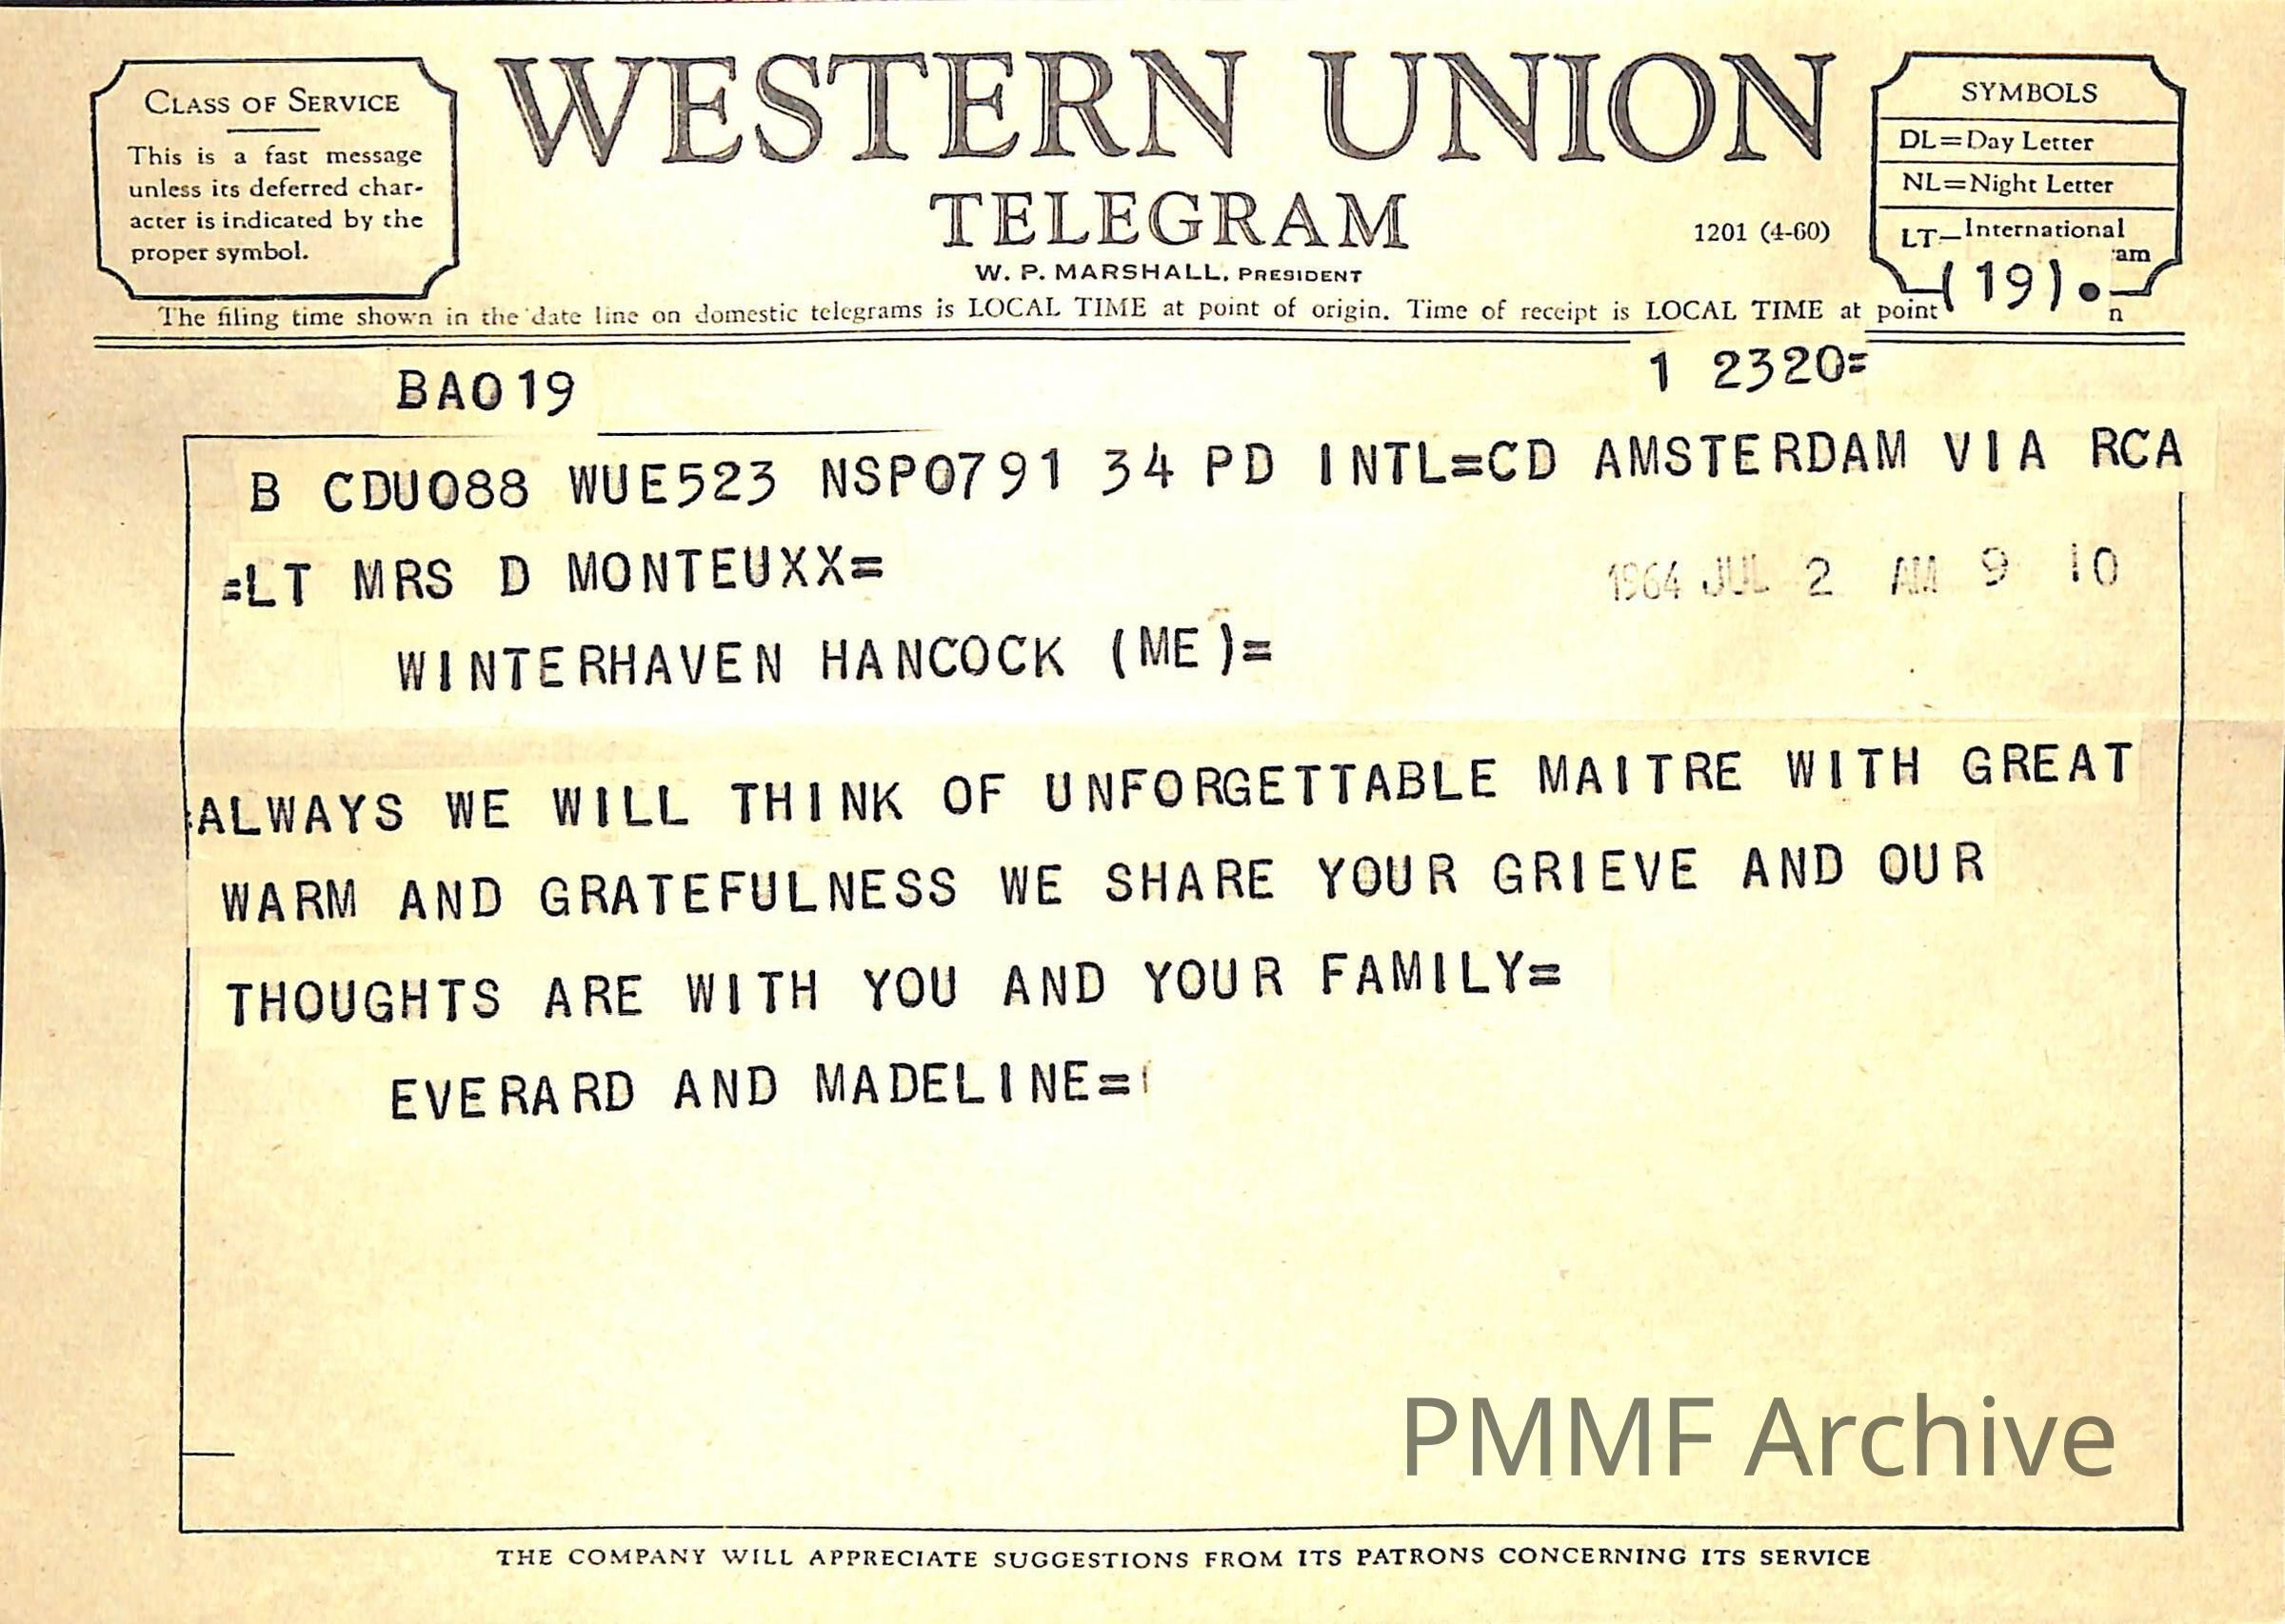 CLASS OF SERVICE
This is a fast message
unless its deferred char-
acter is indicated by the
proper symbol.
WESTERN UNION
TELEGRAM
W. P. MARSHALL, PRESIDENT
1201 (4-60)
SYMBOLS
DL=Day Letter
NL=Night Letter
LT=International
am
(19).
The filing time shown in the date line on domestic telegrams is LOCAL TIME at point of origin. Time of receipt is LOCAL TIME at point
n
BA019 1 2320=
B CDU088 WUE523 NSP0791 34 PD INTL=CD AMSTERDAM VIA RCA
=LT MRS D MONTEUXX=
1964 JUL 2 AM 9 10
WINTERHAVEN HANCOCK (ME)=
ALWAYS WE WILL THINK OF UNFORGETTABLE MAITRE WITH GREAT
WARM AND GRATEFULNESS WE SHARE YOUR GRIEVE AND OUR
THOUGHTS ARE WITH YOU AND YOUR FAMILY=
EVERARD AND MADELINE=
PMMF Archive
THE COMPANY WILL APPRECIATE SUGGESTIONS FROM ITS PATRONS CONCERNING ITS SERVICE